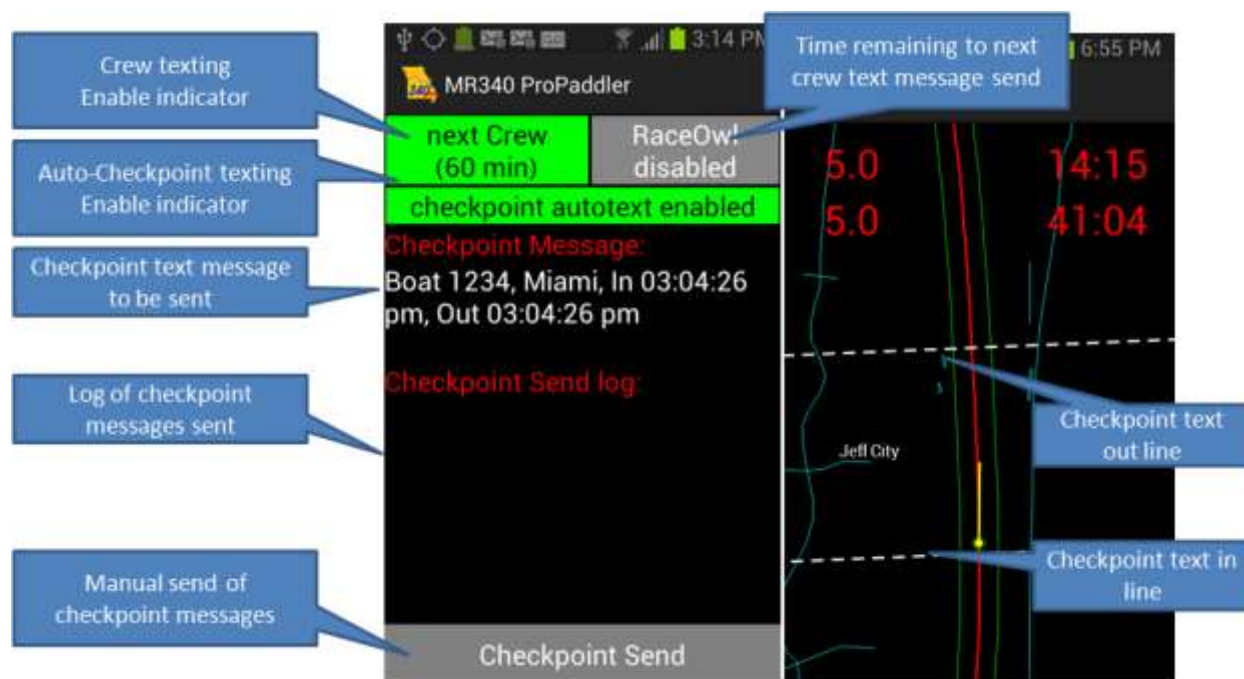 Crew texting
Enable indicator
Auto-Checkpoint texting
Enable indicator
Checkpoint text message
to be sent
Log of checkpoint
messages sent
Manual send of
checkpoint messages
3:14 PM
MR340 ProPaddler
next Crew
(60 min)
RaceOw!
disabled
checkpoint autotext enabled
Checkpoint Message:
Boat 1234, Miami, In 03:04:26
pm, Out 03:04:26 pm
Checkpoint Send log:
Checkpoint Send
Time remaining to next
crew text message send
6:55 PM
5.0 14:15
5.0 41:04
Jeff City
Checkpoint text
out line
Checkpoint text in
line